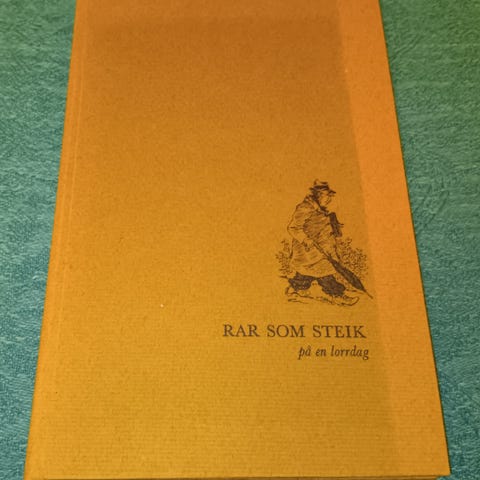 RAR SOM STEIK
på en lorrdag